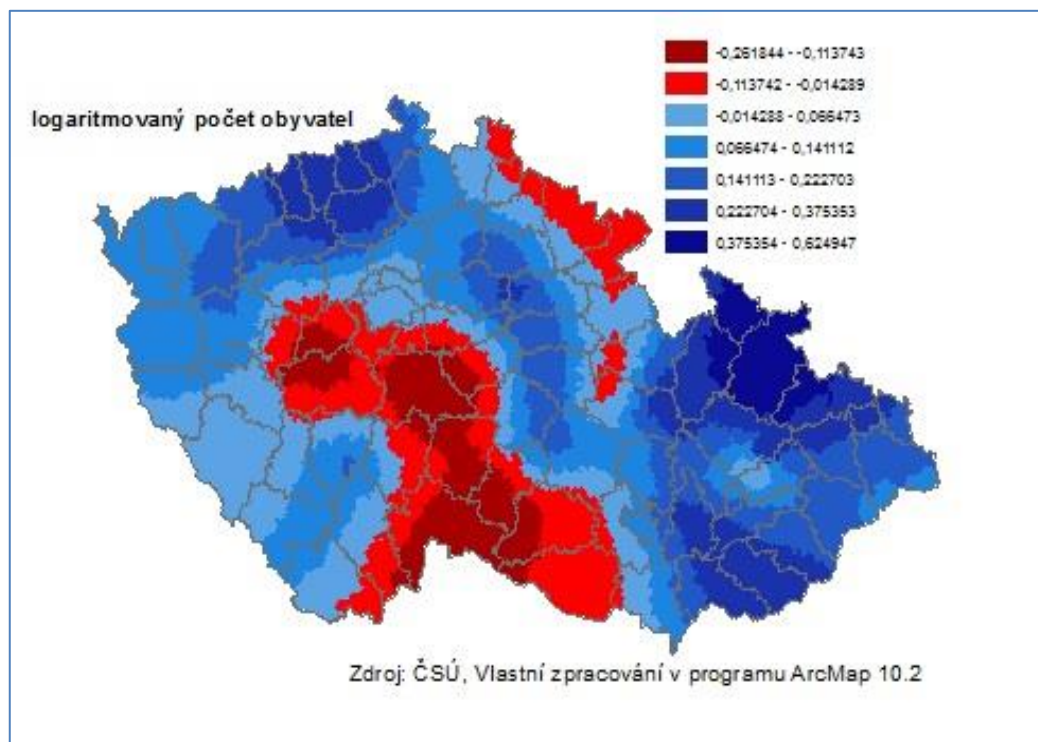 -0,261844 - -0,113743
-0,113742 - -0,014289
-0,014288 - 0,066473
0,066474 - 0,141112
0,141113 - 0,222703
0,222704 - 0,375353
0,375354 - 0,624947
logaritmovaný počet obyvatel
Zdroj: ČSÚ, Vlastní zpracování v programu ArcMap 10.2